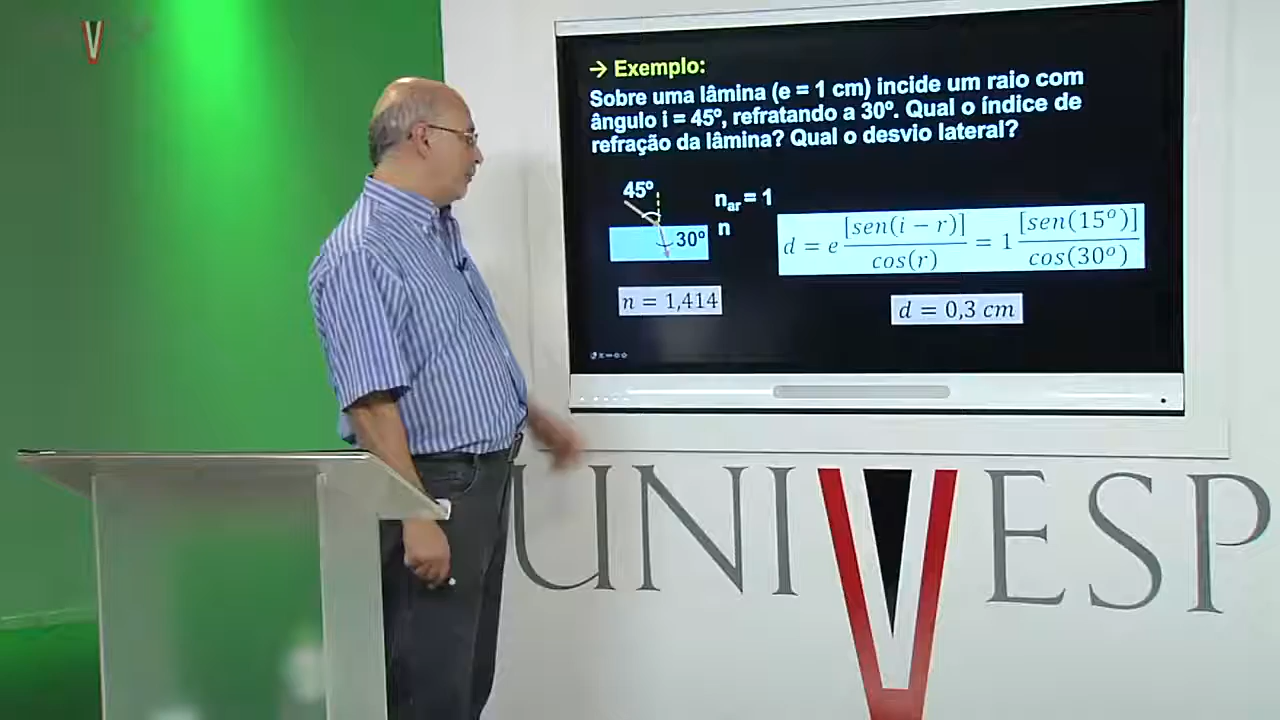 → Exemplo:
Sobre uma lâmina (e = 1 cm) incide um raio com
ângulo i = 45º, refratando a 30º. Qual o índice de
refração da lâmina? Qual o desvio lateral?
45º
n_ar = 1
n
30º
d = e [sen(i − r)] / cos(r) = 1 [sen(15º)] / cos(30º)
n = 1,414
d = 0,3 cm
UNIVESP